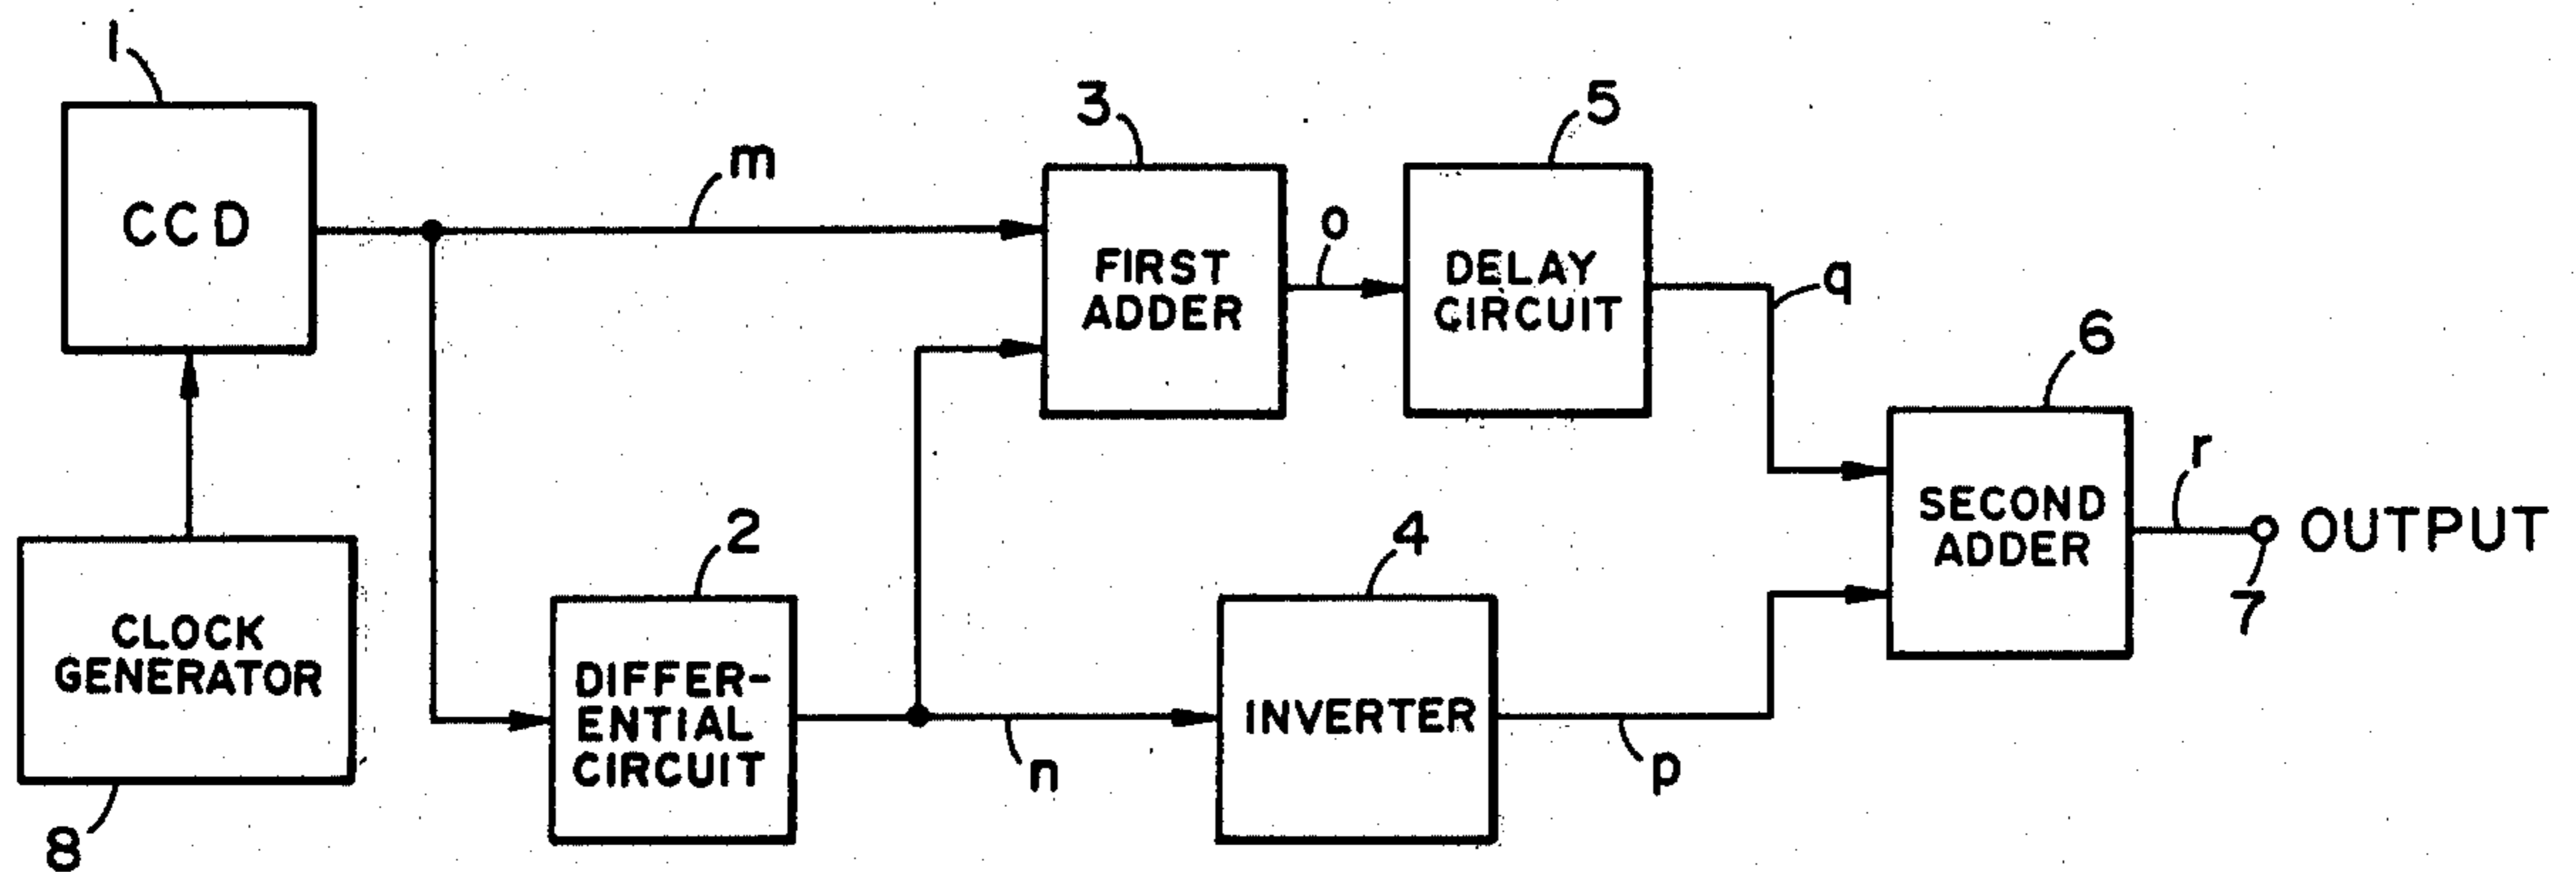 1
CCD
m
3
FIRST
ADDER
o
5
DELAY
CIRCUIT
q
6
SECOND
ADDER
r
OUTPUT
7
CLOCK
GENERATOR
8
2
DIFFER-
ENTIAL
CIRCUIT
n
4
INVERTER
p